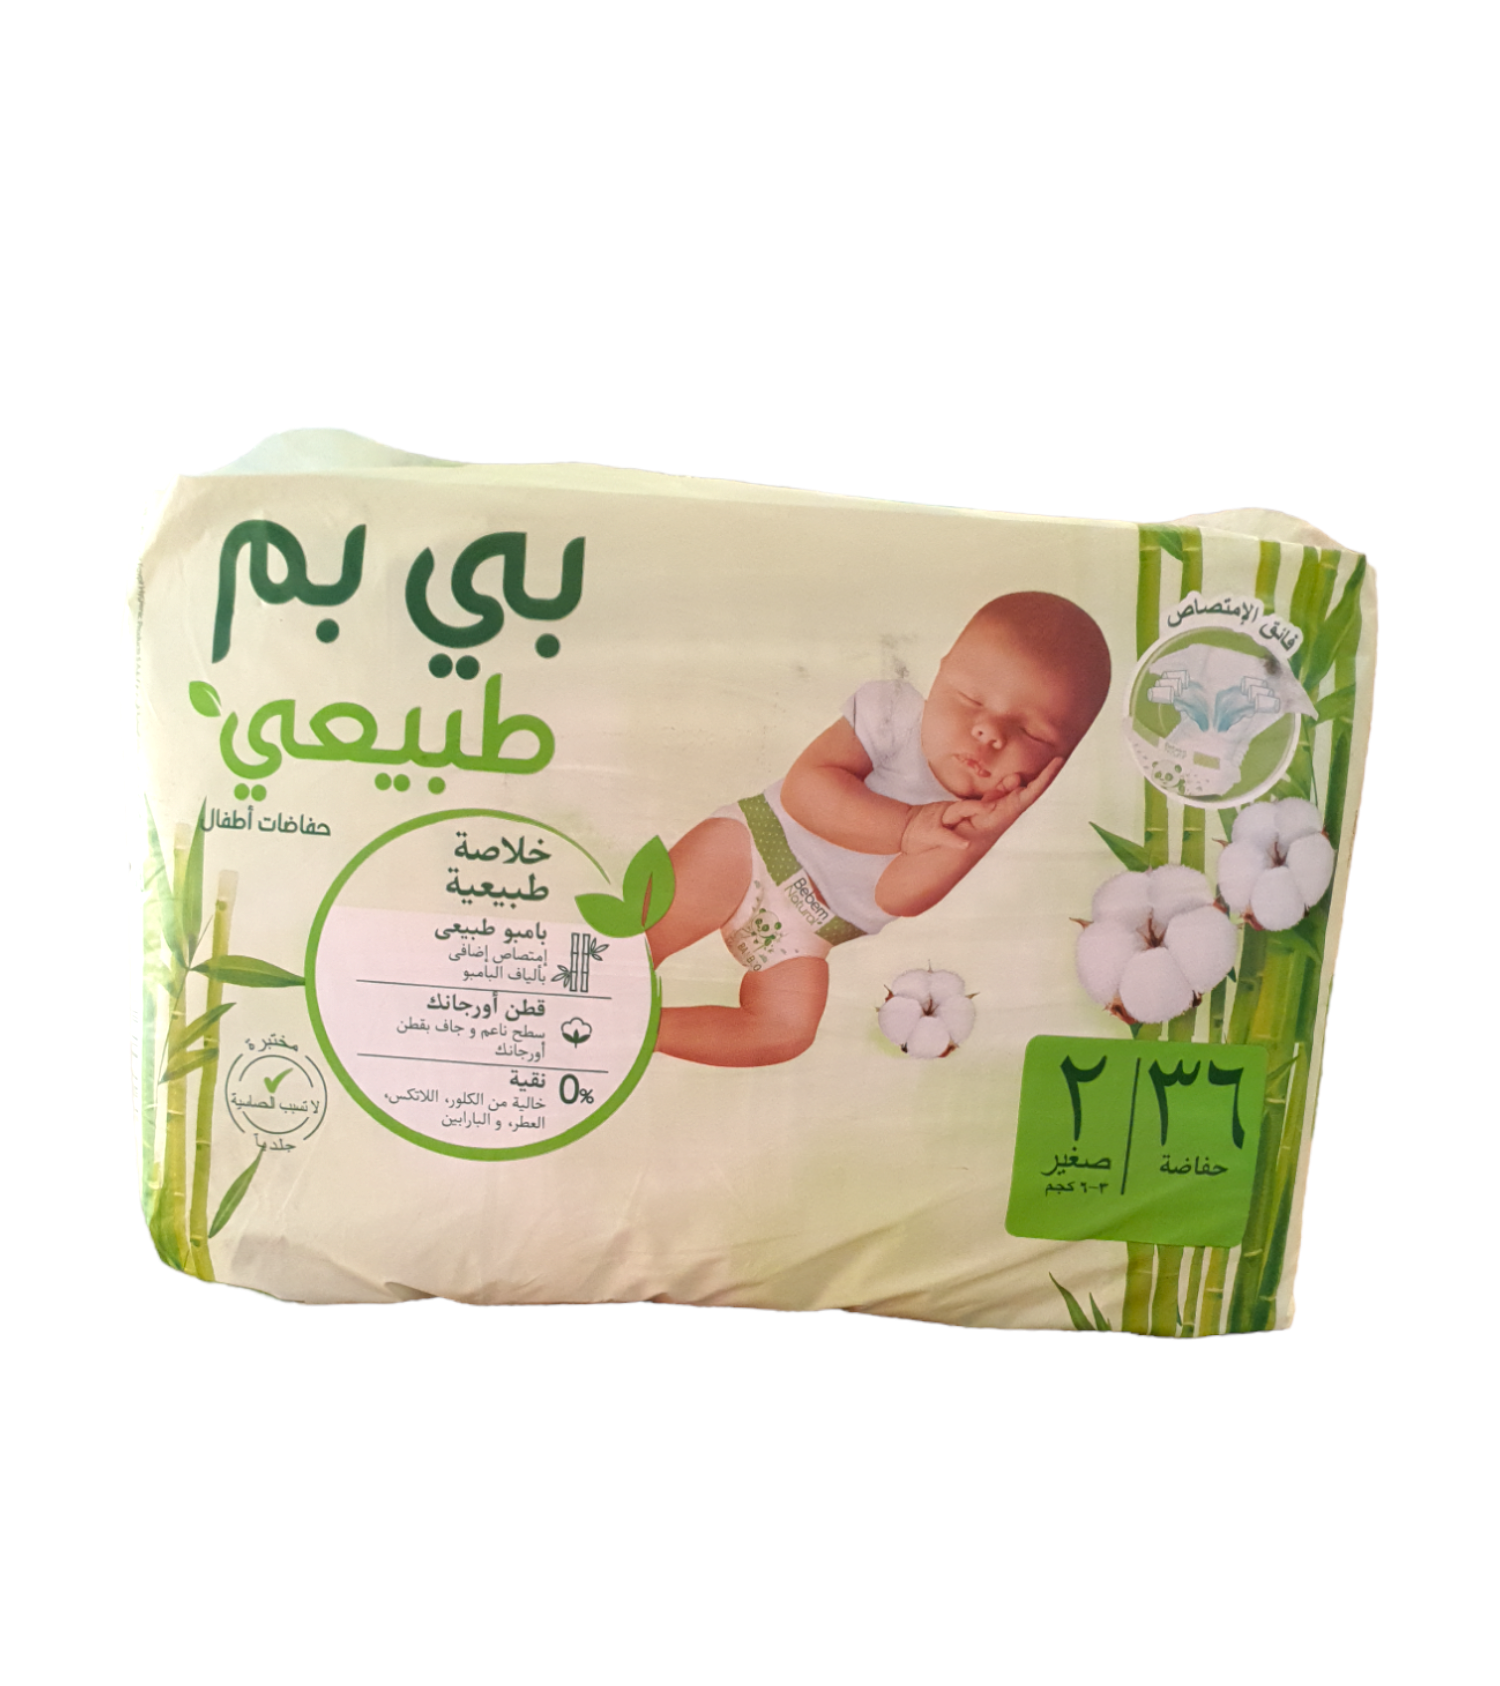 بي بم
طبيعي
حفاضات أطفال
خلاصة
طبيعية
بامبو طبيعى
إمتصاص إضافى
بألياف البامبو
قطن أورجانك
سطح ناعم و جاف بقطن
أورجانك
0%
نقية
خالية من الكلور، اللاتكس،
العطر، و البارابين
مختبرة
لا تسبب الحساسية
جلدياً
فائق الإمتصاص
Bebem
Natural
٣٦
حفاضة
٢
صغير
٣-٦ كجم